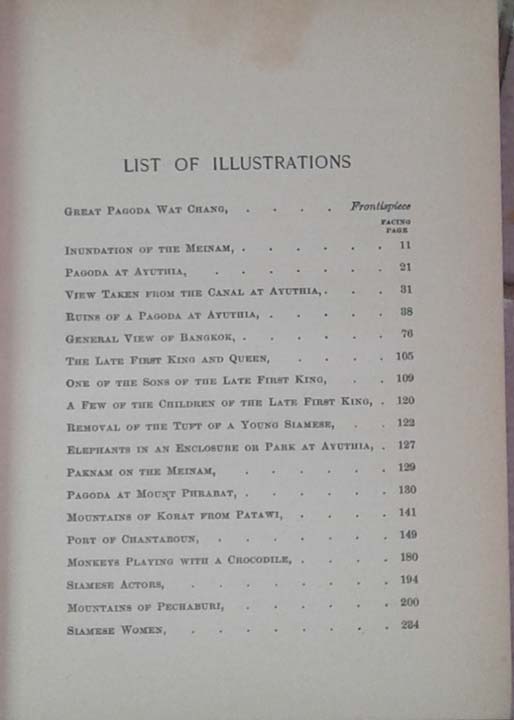 LIST OF ILLUSTRATIONS
GREAT PAGODA WAT CHANG, . . . . Frontispiece
FACING
PAGE
INUNDATION OF THE MEINAM, . . . . . . 11
PAGODA AT AYUTHIA, . . . . . . . 21
VIEW TAKEN FROM THE CANAL AT AYUTHIA, . . . 31
RUINS OF A PAGODA AT AYUTHIA, . . . . . 38
GENERAL VIEW OF BANGKOK, . . . . . . 76
THE LATE FIRST KING AND QUEEN, . . . . 105
ONE OF THE SONS OF THE LATE FIRST KING, . . 109
A FEW OF THE CHILDREN OF THE LATE FIRST KING, . 120
REMOVAL OF THE TUFT OF A YOUNG SIAMESE, . . 122
ELEPHANTS IN AN ENCLOSURE OR PARK AT AYUTHIA, . 127
PAKNAM ON THE MEINAM, . . . . . . 129
PAGODA AT MOUNT PHRABAT, . . . . . . 130
MOUNTAINS OF KORAT FROM PATAWI, . . . . 141
PORT OF CHANTABOUN, . . . . . . . 149
MONKEYS PLAYING WITH A CROCODILE, . . . . 180
SIAMESE ACTORS, . . . . . . . . 194
MOUNTAINS OF PECHABURI, . . . . . . 200
SIAMESE WOMEN, . . . . . . . . 234